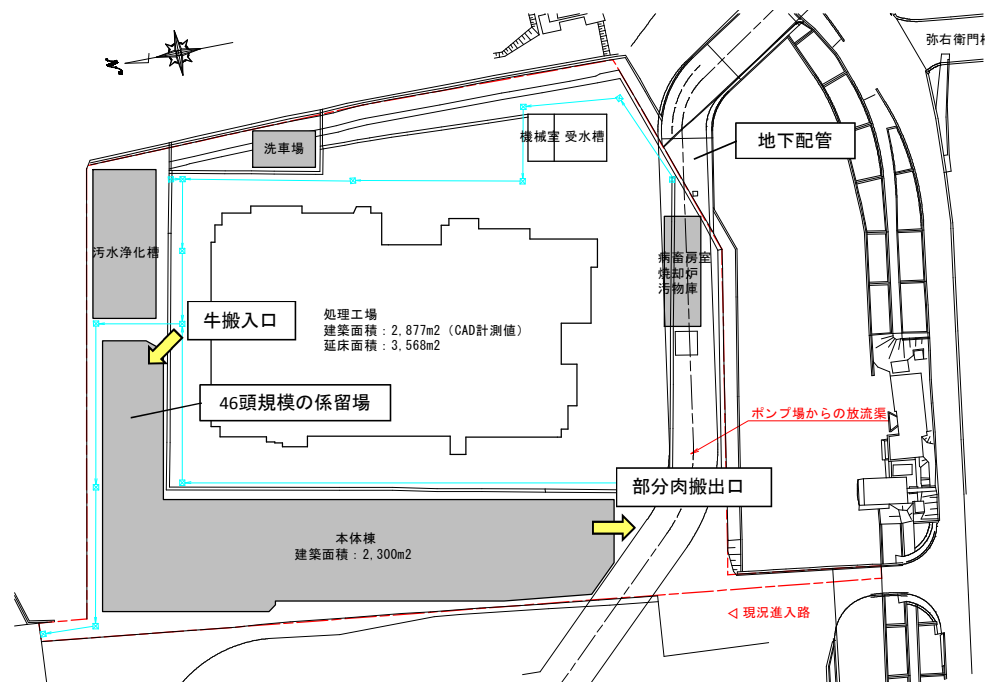 弥右衛門
N
地下配管
機械室 受水槽
洗車場
汚水浄化槽
病畜房室
焼却炉
汚物庫
牛搬入口
処理工場
建築面積：2,877m2（CAD計測値）
延床面積：3,568m2
46頭規模の係留場
ポンプ場からの放流渠
部分肉搬出口
本体棟
建築面積：2,300m2
◁ 現況進入路